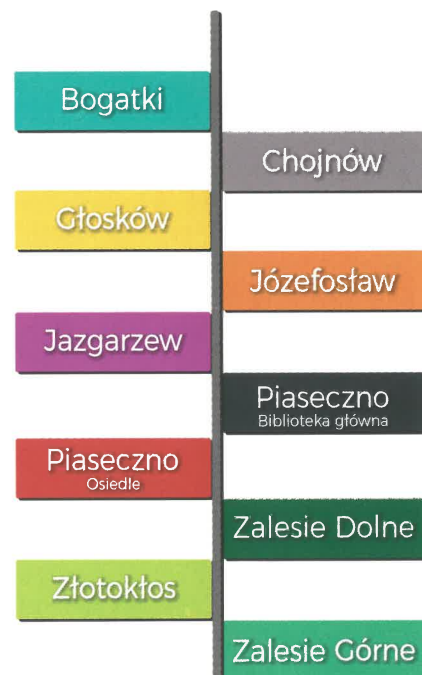 Bogatki
Chojnów
Głosków
Józefosław
Jazgarzew
Piaseczno
Biblioteka główna
Piaseczno
Osiedle
Zalesie Dolne
Złotokłos
Zalesie Górne